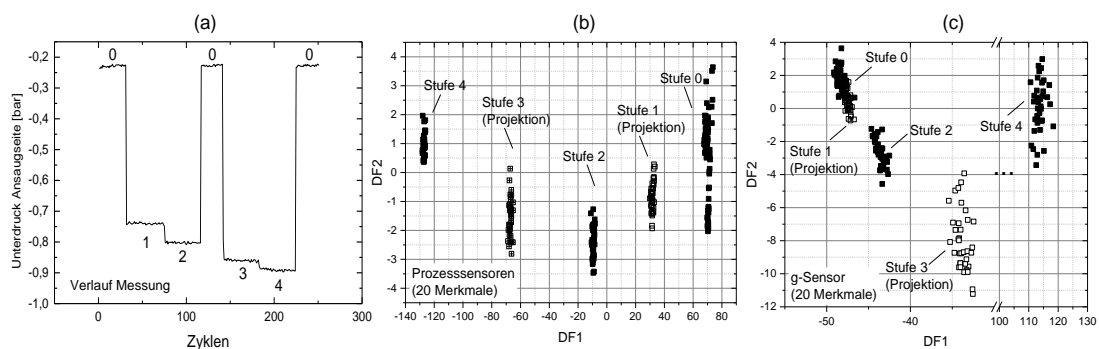 (a)
0 0 0
-0,2
-0,3
-0,4
-0,5
-0,6
-0,7
-0,8
-0,9
-1,0
Unterdruck Ansaugseite [bar]
1
2
3
4
Verlauf Messung
0 100 200 300
Zyklen
(b)
5
4
3
2
1
0
-1
-2
-3
-4
-5
DF2
Stufe 4
Stufe 3
(Projektion)
Stufe 2
Stufe 1
(Projektion)
Stufe 0
Prozesssensoren
(20 Merkmale)
-140 -120 -100 -80 -60 -40 -20 0 20 40 60 80
DF1
(c)
4
2
0
-2
-4
-6
-8
-10
-12
DF2
Stufe 0
Stufe 1
(Projektion)
Stufe 2
Stufe 4
Stufe 3
(Projektion)
g-Sensor
(20 Merkmale)
-50 -40 100 110 120 130
DF1